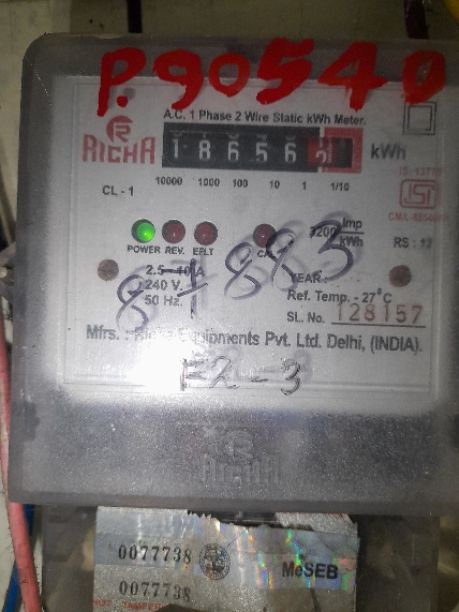 P.90540
A.C. 1 Phase 2 Wire Static kWh Meter.
RICHA
18656
kWh
10000 1000 100 10 1 1/10
CL - 1
3200 Imp/kWh
POWER REV. EFLT CAL
RS : 13
2.5 - 10 A
240 V.
50 Hz.
YEAR :
Ref. Temp. - 27°C
SL. No. 128157
Mfrs. : Richa Equipments Pvt. Ltd. Delhi, (INDIA).
RICHA
0077738
MeSEB
0077738